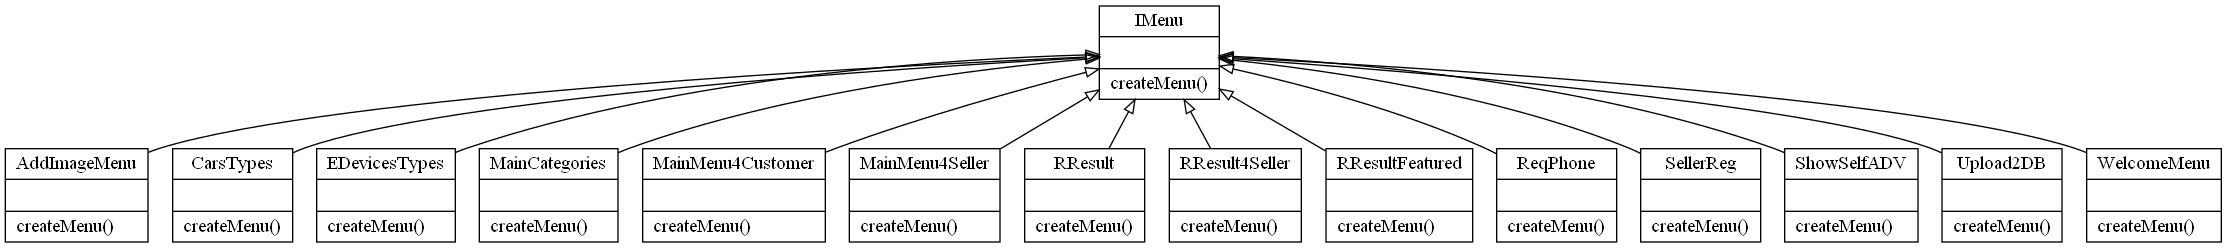 IMenu
createMenu()
AddImageMenu
createMenu()
CarsTypes
createMenu()
EDevicesTypes
createMenu()
MainCategories
createMenu()
MainMenu4Customer
createMenu()
MainMenu4Seller
createMenu()
RResult
createMenu()
RResult4Seller
createMenu()
RResultFeatured
createMenu()
ReqPhone
createMenu()
SellerReg
createMenu()
ShowSelfADV
createMenu()
Upload2DB
createMenu()
WelcomeMenu
createMenu()